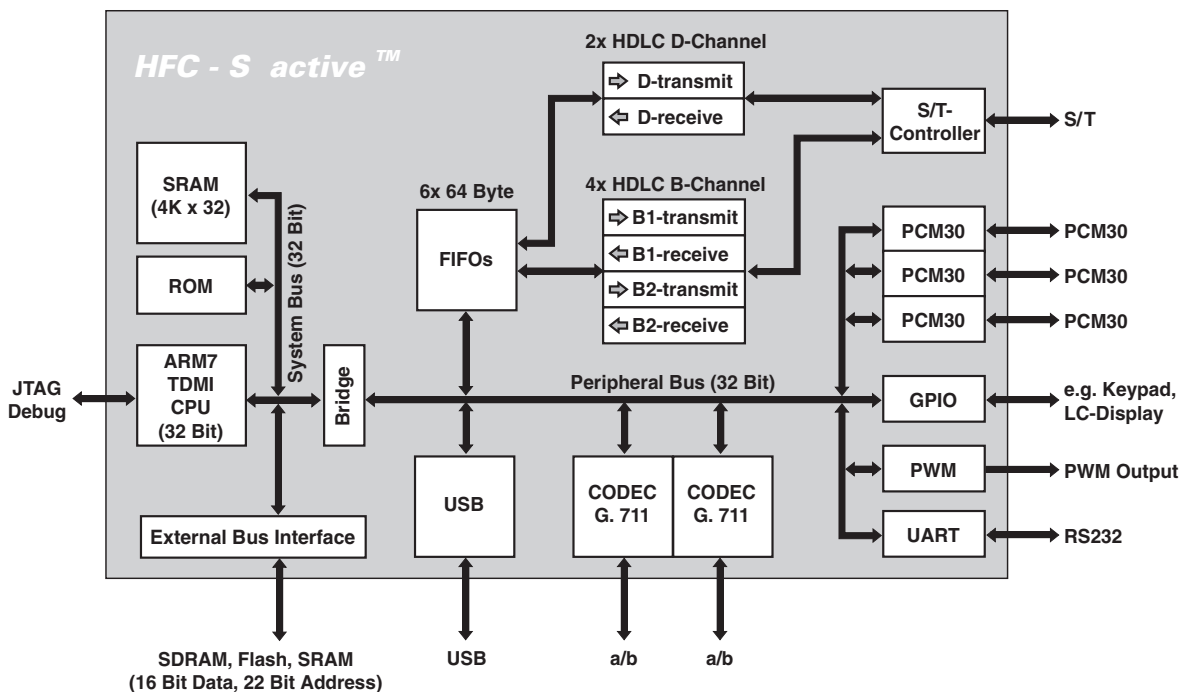 HFC - S active ™
2x HDLC D-Channel
D-transmit
D-receive
S/T-
Controller
S/T
SRAM
(4K x 32)
ROM
System Bus (32 Bit)
6x 64 Byte
FIFOs
4x HDLC B-Channel
B1-transmit
B1-receive
B2-transmit
B2-receive
PCM30
PCM30
PCM30
PCM30
PCM30
PCM30
JTAG
Debug
ARM7
TDMI
CPU
(32 Bit)
Bridge
Peripheral Bus (32 Bit)
GPIO
e.g. Keypad,
LC-Display
External Bus Interface
USB
CODEC
G. 711
CODEC
G. 711
PWM
PWM Output
UART
RS232
SDRAM, Flash, SRAM
(16 Bit Data, 22 Bit Address)
USB
a/b
a/b